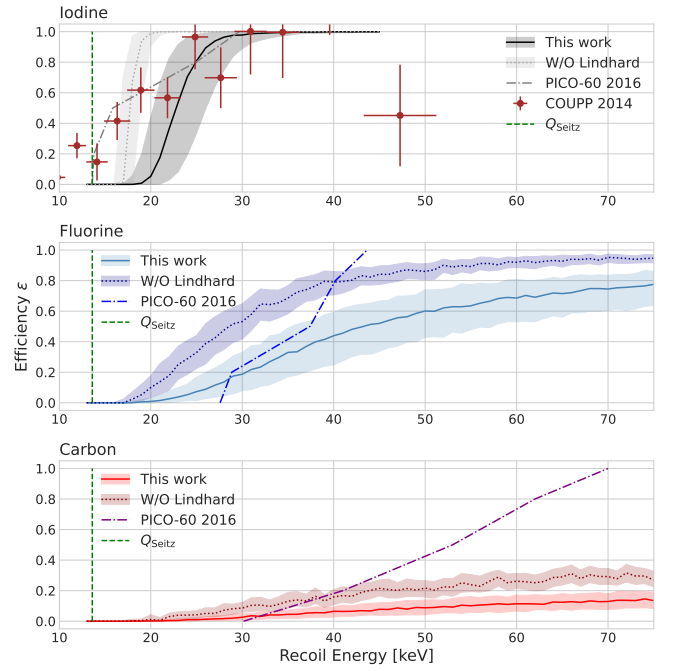 Iodine
1.0
0.8
0.6
0.4
0.2
0.0
This work
W/O Lindhard
PICO-60 2016
COUPP 2014
Q_Seitz
10 20 30 40 50 60 70
Fluorine
1.0
0.8
0.6
0.4
0.2
0.0
This work
W/O Lindhard
PICO-60 2016
Q_Seitz
10 20 30 40 50 60 70
Efficiency ε
Carbon
1.0
0.8
0.6
0.4
0.2
0.0
This work
W/O Lindhard
PICO-60 2016
Q_Seitz
10 20 30 40 50 60 70
Recoil Energy [keV]